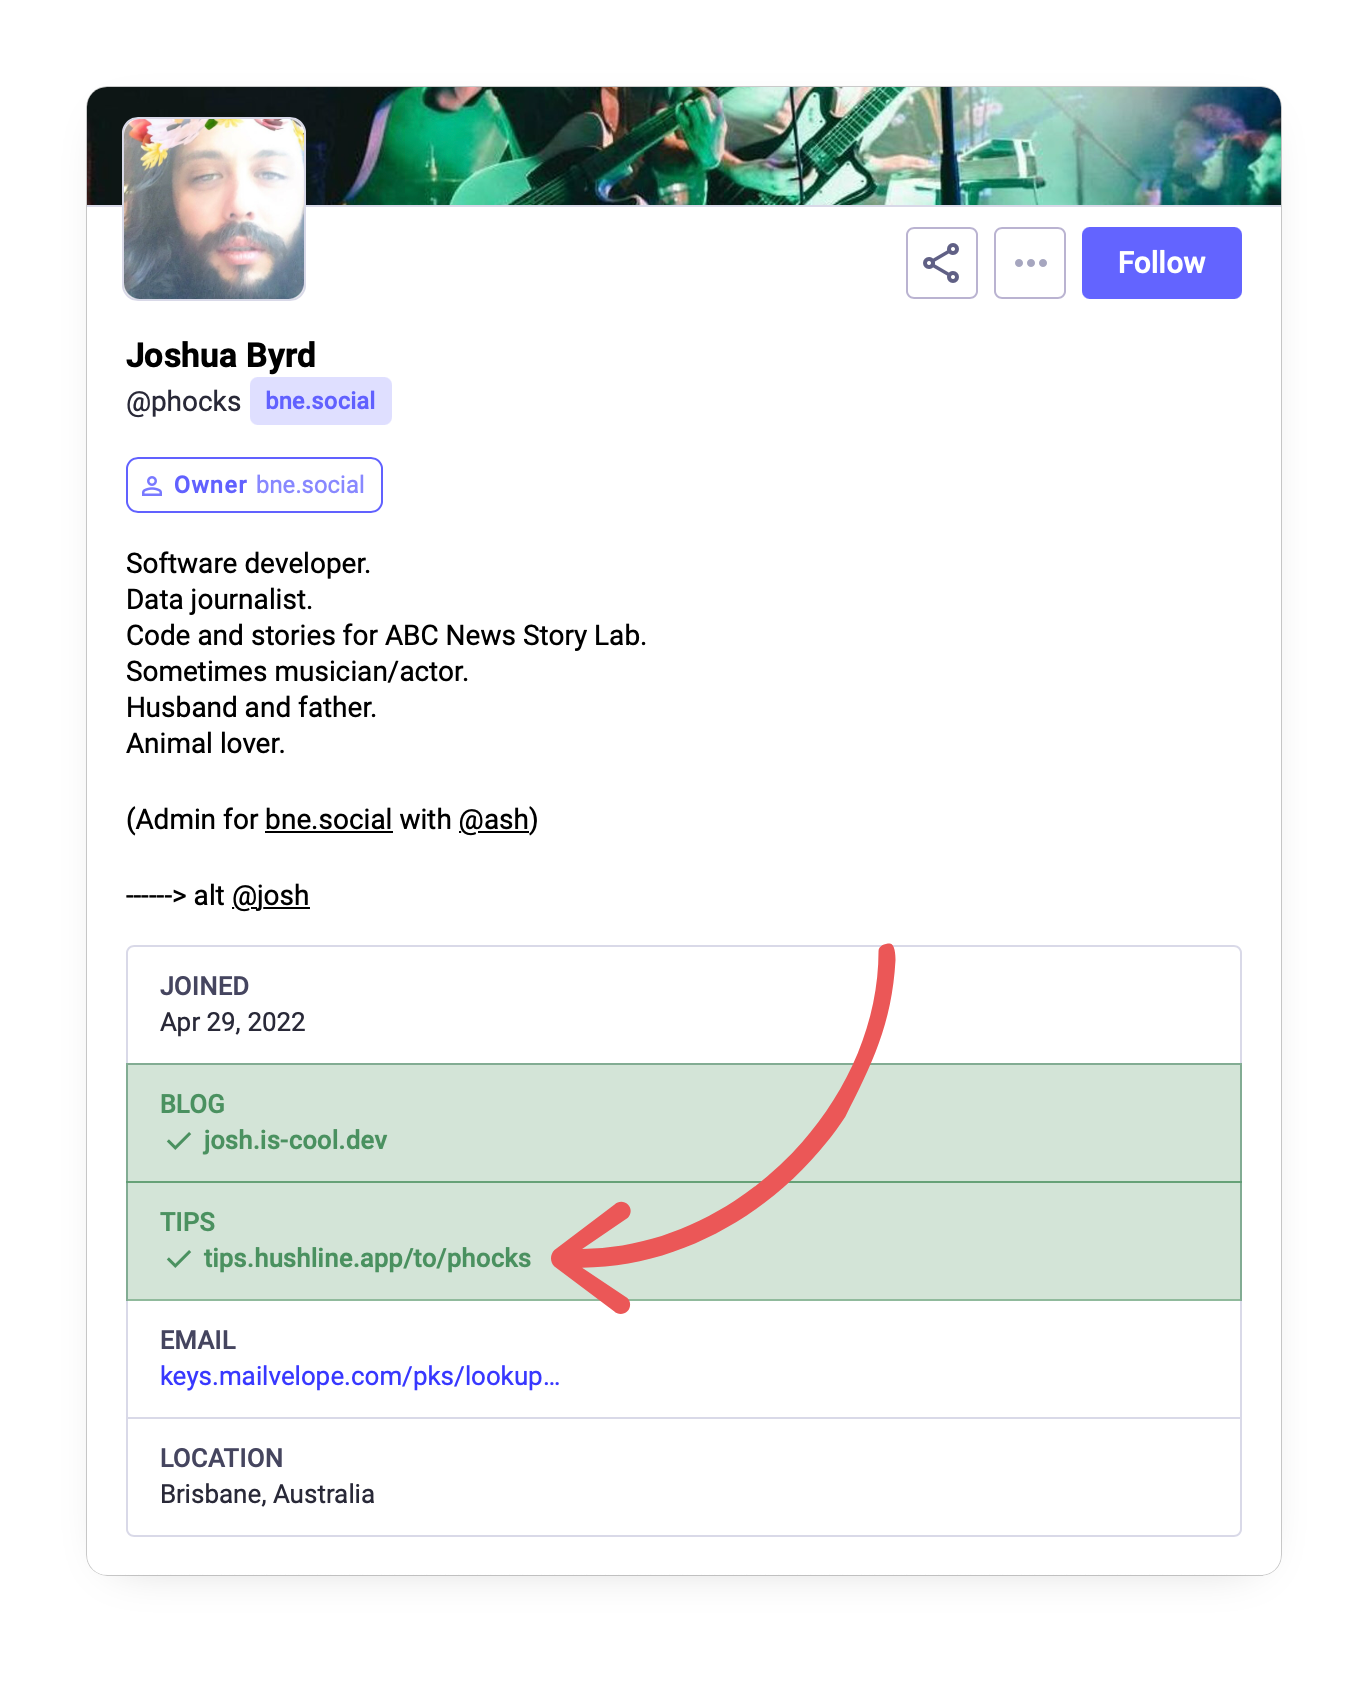 Follow
Joshua Byrd
@phocks bne.social
Owner bne.social
Software developer.
Data journalist.
Code and stories for ABC News Story Lab.
Sometimes musician/actor.
Husband and father.
Animal lover.
(Admin for bne.social with @ash)
------> alt @josh
JOINED
Apr 29, 2022
BLOG
josh.is-cool.dev
TIPS
tips.hushline.app/to/phocks
EMAIL
keys.mailvelope.com/pks/lookup…
LOCATION
Brisbane, Australia